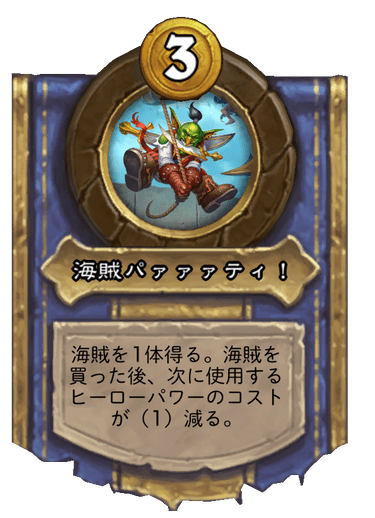 3
海賊パァァァティ！
海賊を1体得る。海賊を
買った後、次に使用する
ヒーローパワーのコスト
が（1）減る。